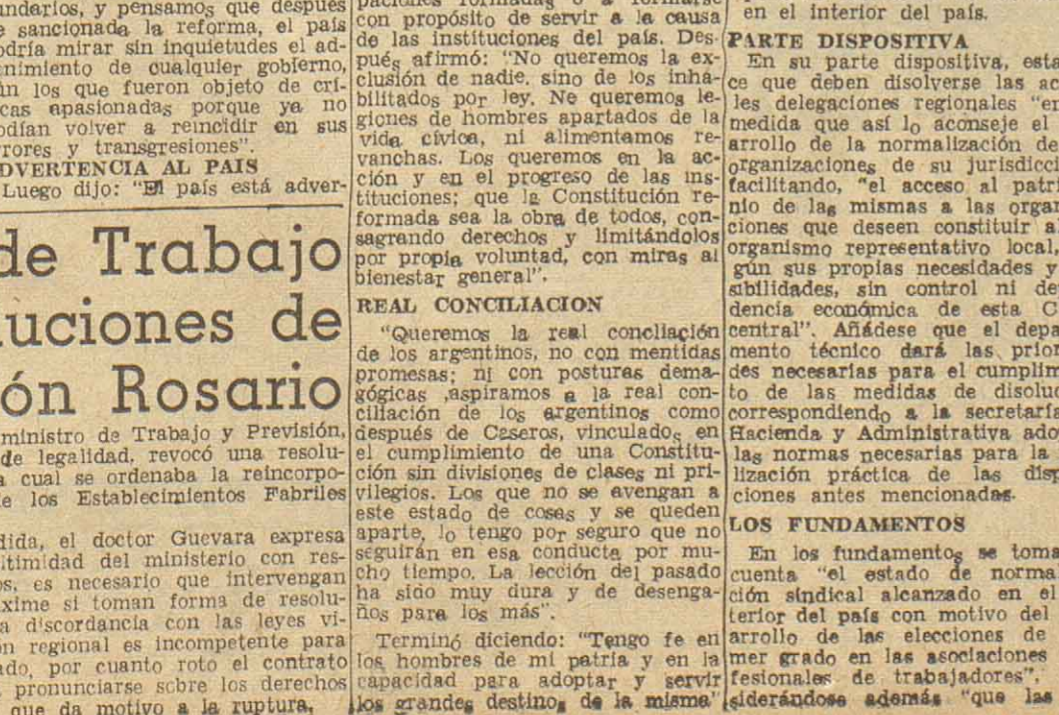 undarios, y pensamos que después
e sancionada la reforma, el país
odría mirar sin inquietudes el ad-
nimiento de cualquier gobierno,
ún los que fueron objeto de crí-
cas apasionadas porque ya no
odían volver a reincidir en sus
rrores y transgresiones".
DVERTENCIA AL PAIS
Luego dijo: "El país está adver-
de Trabajo
uciones de
ón Rosario
ministro de Trabajo y Previsión,
de legalidad, revocó una resolu-
a cual se ordenaba la reincorpo-
e los Establecimientos Fabriles
dida, el doctor Guevara expresa
itimidad del ministerio con res-
os, es necesario que intervengan
áxime si toman forma de resolu-
a discordancia con las leyes vi-
ón regional es incompetente para
ado, por cuanto roto el contrato
pronunciarse sobre los derechos
que da motivo a la ruptura,
con propósito de servir a la causa
de las instituciones del país. Des-
pués afirmó: "No queremos la ex-
clusión de nadie, sino de los inha-
bilitados por ley. No queremos le-
giones de hombres apartados de la
vida cívica, ni alimentamos re-
vanchas. Los queremos en la ac-
ción y en el progreso de las ins-
tituciones; que la Constitución re-
formada sea la obra de todos, con-
sagrando derechos y limitándolos
por propia voluntad, con miras al
bienestar general".
REAL CONCILIACION
"Queremos la real concliación
de los argentinos, no con mentidas
promesas; ni con posturas dema-
gógicas ,aspiramos a la real con-
ciliación de los argentinos como
después de Caseros, vinculados en
el cumplimiento de una Constitu-
ción sin divisiones de clases ni pri-
vilegios. Los que no se avengan a
este estado de cosas y se queden
aparte, lo tengo por seguro que no
seguirán en esa conducta por mu-
cho tiempo. La lección del pasado
ha sido muy dura y de desenga-
ños para los más".
Terminó diciendo: "Tengo fe en
los hombres de mi patria y en la
capacidad para adoptar y servir
los grandes destinos de la misma"
en el interior del país.
PARTE DISPOSITIVA
En su parte dispositiva, esta
ce que deben disolverse las ac
les delegaciones regionales "en
medida que así lo aconseje el
arrollo de la normalización de
organizaciones de su jurisdicci
facilitando, "el acceso al patri
nio de las mismas a las organ
ciones que deseen constituir al
organismo representativo local,
gún sus propias necesidades y
sibilidades, sin control ni de
dencia económica de esta C
central". Añádese que el depa
mento técnico dará las prior
des necesarias para el cumplim
to de las medidas de disolu
correspondiendo a la secretaría
Hacienda y Administrativa ado
las normas necesarias para la
lización práctica de las disp
ciones antes mencionadas.
LOS FUNDAMENTOS
En los fundamentos se toma
cuenta "el estado de normal
ción sindical alcanzado en el
terior del país con motivo del
arrollo de las elecciones de
mer grado en las asociaciones
fesionales de trabajadores".
siderándose además "que las